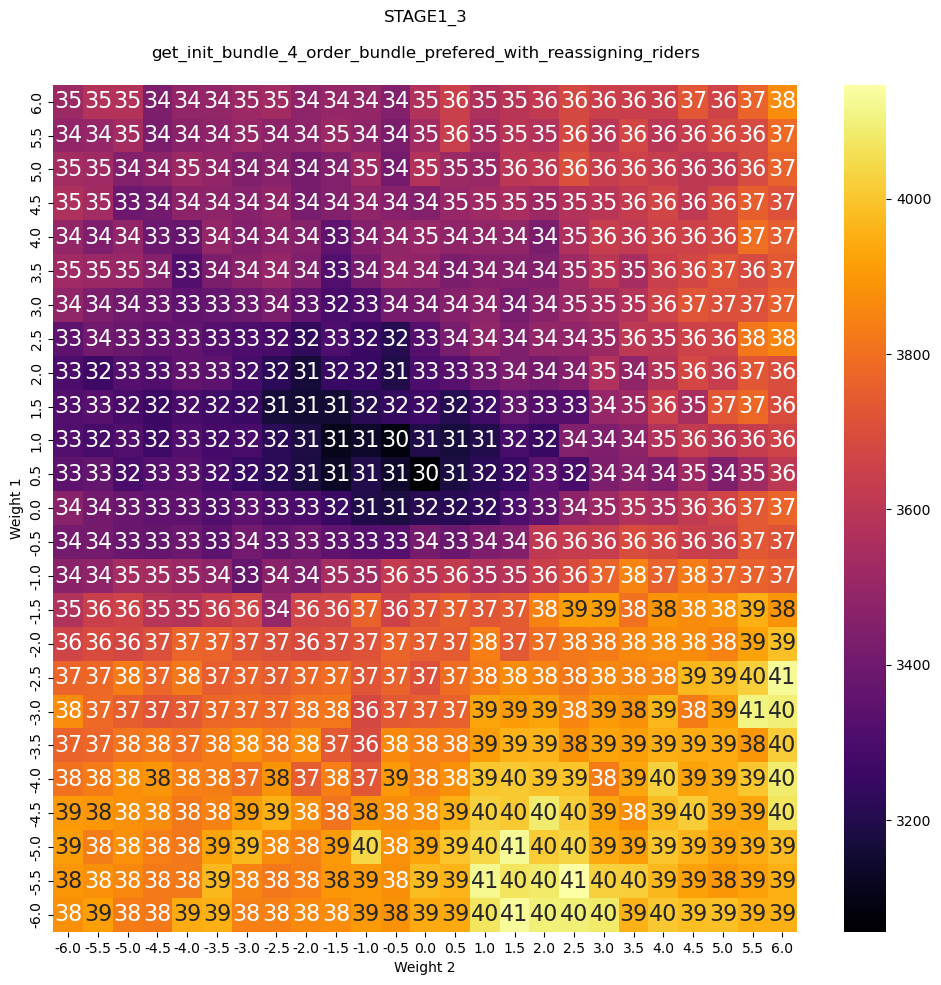 STAGE1_3
get_init_bundle_4_order_bundle_prefered_with_reassigning_riders
6.0 35 35 35 34 34 34 35 35 34 34 34 34 35 36 35 35 36 36 36 36 36 37 36 37 38
5.5 34 34 35 34 34 34 35 34 34 35 34 34 35 36 35 35 35 36 36 36 36 36 36 36 37
5.0 35 35 34 34 35 34 34 34 34 34 35 34 35 35 35 36 36 36 36 36 36 36 36 36 37
4.5 35 35 33 34 34 34 34 34 34 34 34 34 34 35 35 35 35 35 35 36 36 36 36 37 37
4.0 34 34 34 33 33 34 34 34 34 33 34 34 35 34 34 34 34 35 36 36 36 36 36 37 37
3.5 35 35 35 34 33 34 34 34 34 33 34 34 34 34 34 34 34 35 35 35 36 36 37 36 37
3.0 34 34 34 33 33 33 33 34 33 32 33 34 34 34 34 34 34 35 35 35 36 37 37 37 37
2.5 33 34 33 33 33 33 33 32 32 33 32 32 33 34 34 34 34 34 35 36 35 36 36 38 38
2.0 33 32 33 33 33 33 32 32 31 32 32 31 33 33 33 34 34 34 35 34 35 36 36 37 36
1.5 33 33 32 32 32 32 32 31 31 31 32 32 32 32 32 33 33 33 34 35 36 35 37 37 36
1.0 33 32 33 32 33 32 32 32 31 31 31 30 31 31 31 32 32 34 34 34 35 36 36 36 36
0.5 33 33 32 33 33 32 32 32 31 31 31 31 30 31 32 32 33 32 34 34 34 35 34 35 36
0.0 34 34 33 33 33 33 33 33 33 32 31 31 32 32 32 33 33 34 35 35 35 36 36 37 37
-0.5 34 34 33 33 33 33 34 33 33 33 33 33 34 33 34 34 36 36 36 36 36 36 36 37 37
-1.0 34 34 35 35 35 34 33 34 34 35 35 36 35 36 35 35 36 36 37 38 37 38 37 37 37
-1.5 35 36 36 35 35 36 36 34 36 36 37 36 37 37 37 37 38 39 39 38 38 38 38 39 38
-2.0 36 36 36 37 37 37 37 37 36 37 37 37 37 37 38 37 37 38 38 38 38 38 38 39 39
-2.5 37 37 38 37 38 37 37 37 37 37 37 37 37 37 38 38 38 38 38 38 38 39 39 40 41
-3.0 38 37 37 37 37 37 37 37 38 38 36 37 37 37 39 39 39 38 39 38 39 38 39 41 40
-3.5 37 37 38 38 37 38 38 38 38 37 36 38 38 38 39 39 39 38 39 39 39 39 39 38 40
-4.0 38 38 38 38 38 38 37 38 37 38 37 39 38 38 39 40 39 39 38 39 40 39 39 39 40
-4.5 39 38 38 38 38 38 39 39 38 38 38 38 38 39 40 40 40 40 39 38 39 40 39 39 40
-5.0 39 38 38 38 38 39 39 38 38 39 40 38 39 39 40 41 40 40 39 39 39 39 39 39 39
-5.5 38 38 38 38 38 39 38 38 38 38 39 38 39 39 41 40 40 41 40 40 39 39 38 39 39
-6.0 38 39 38 38 39 39 38 38 38 38 39 38 39 39 40 41 40 40 40 39 40 39 39 39 39
-6.0 -5.5 -5.0 -4.5 -4.0 -3.5 -3.0 -2.5 -2.0 -1.5 -1.0 -0.5 0.0 0.5 1.0 1.5 2.0 2.5 3.0 3.5 4.0 4.5 5.0 5.5 6.0
Weight 2
Weight 1
4000
3800
3600
3400
3200